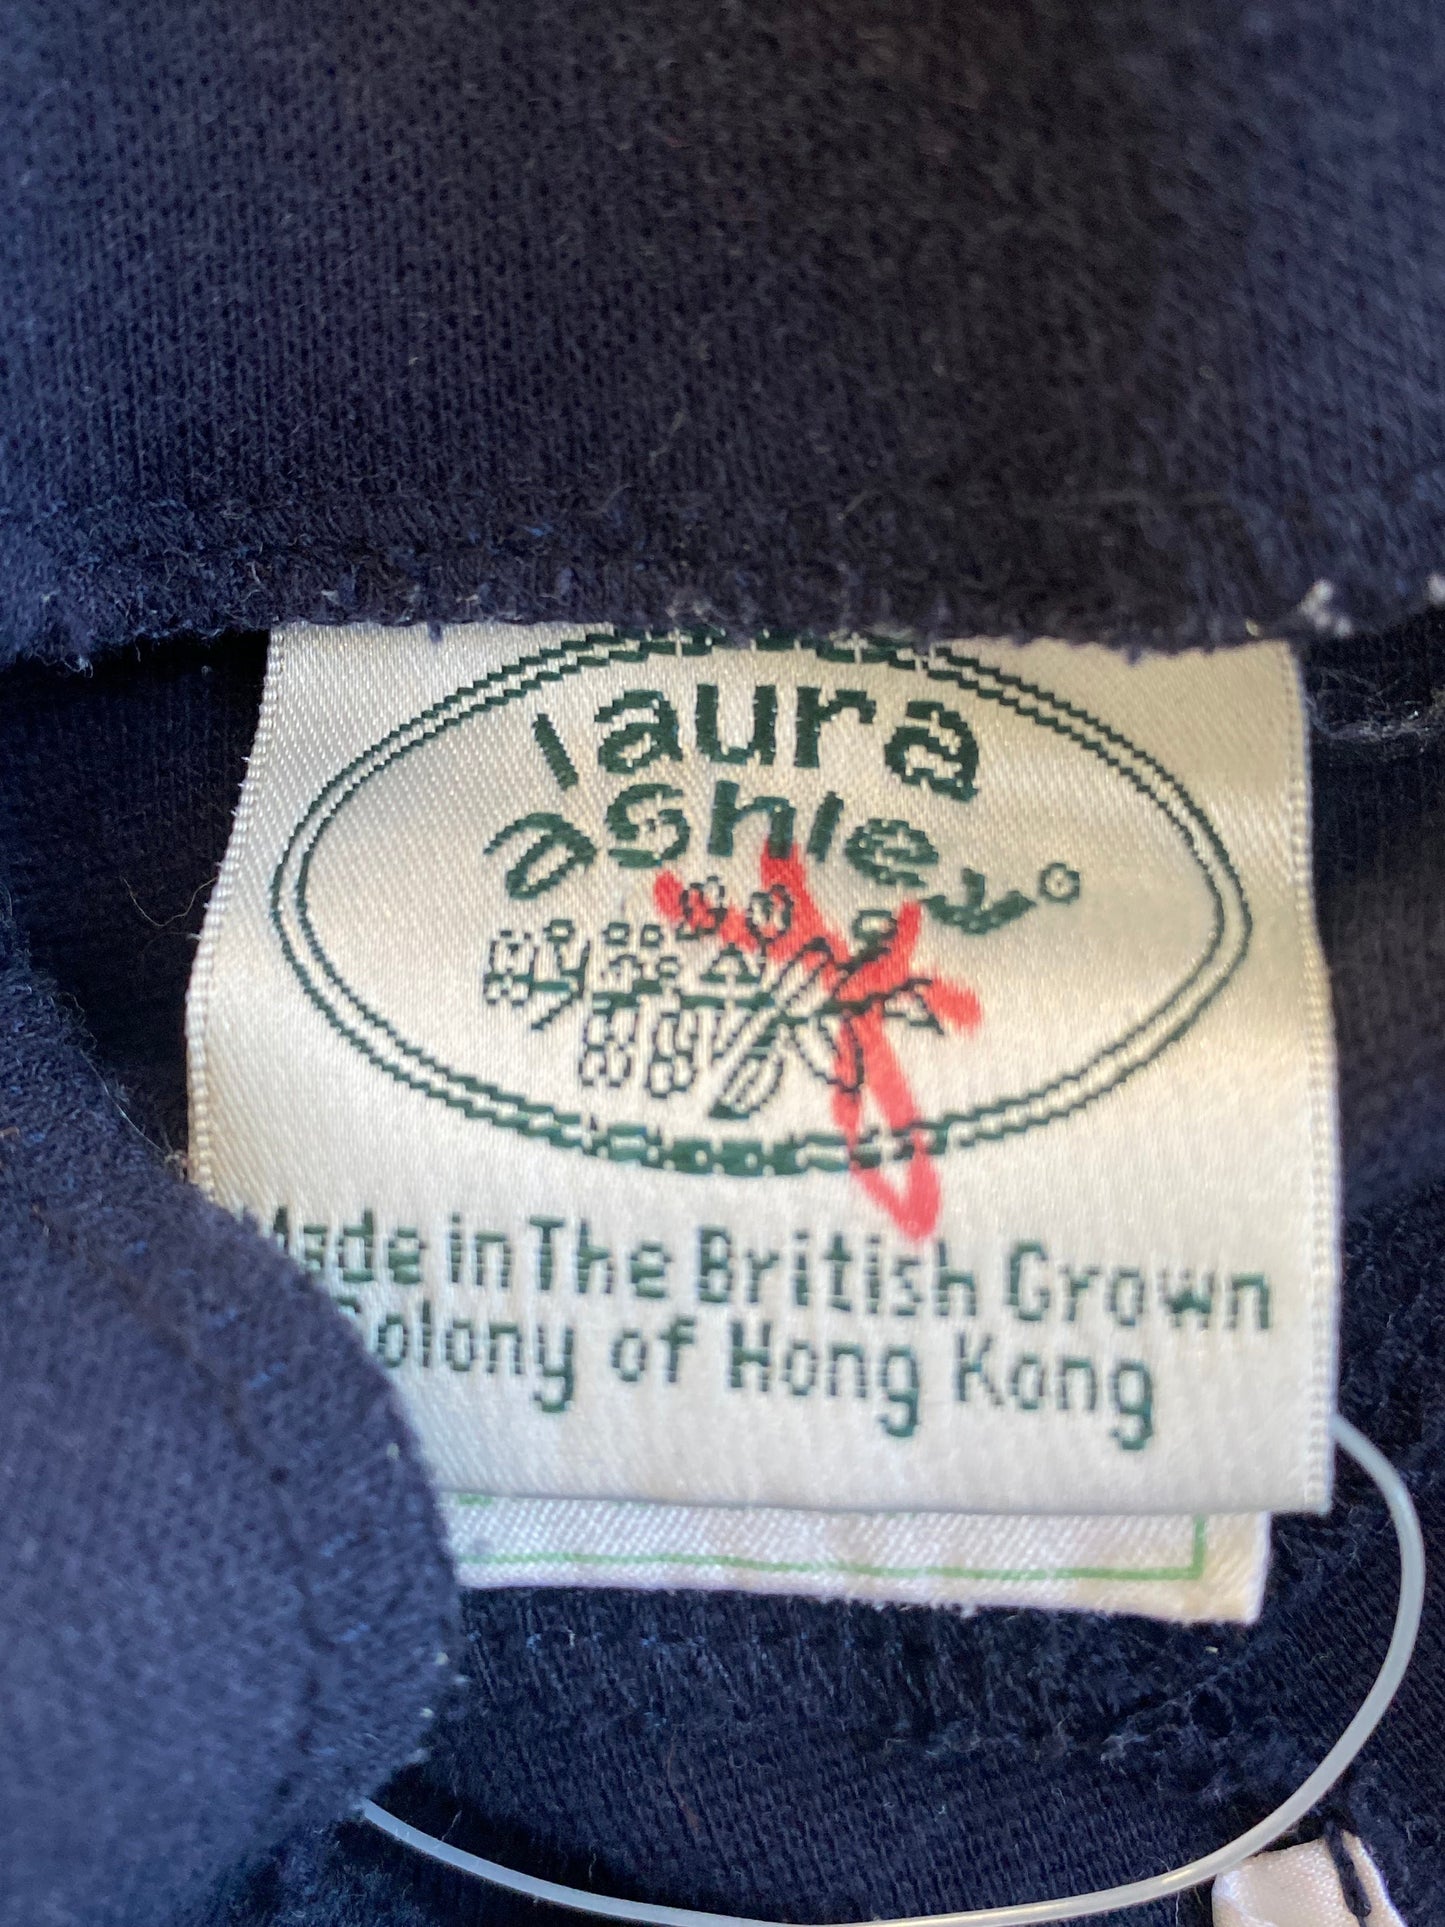 laura
ashley®
Made in The British Crown
Colony of Hong Kong